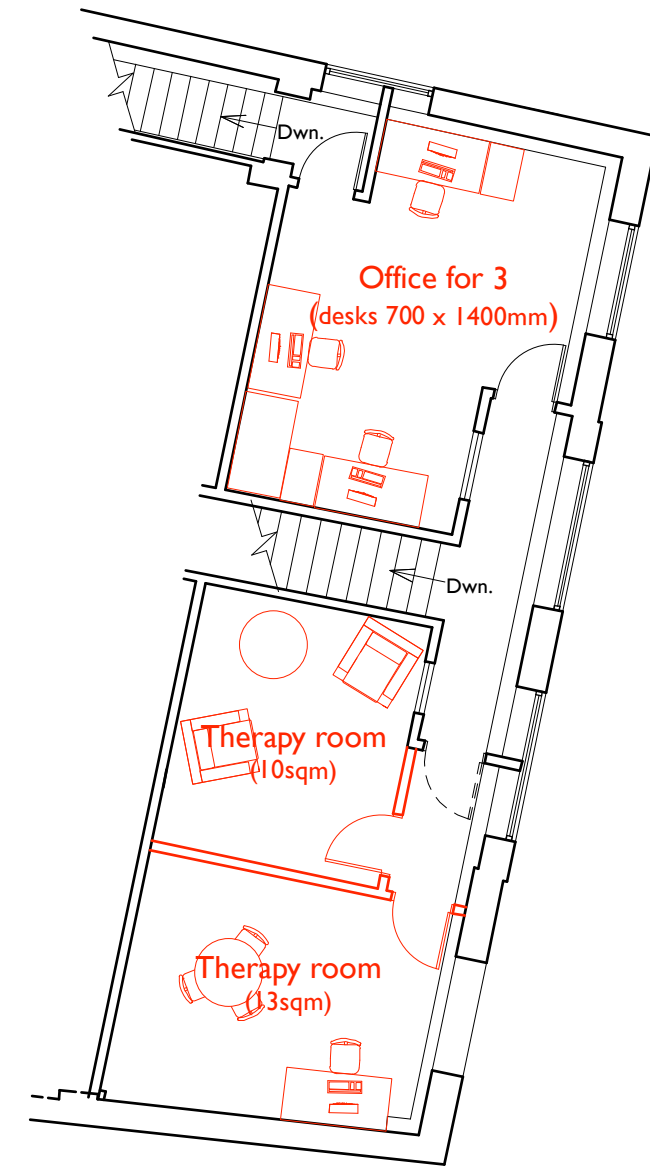 Dwn.
Office for 3
(desks 700 x 1400mm)
Dwn.
Therapy room
(10sqm)
Therapy room
(13sqm)